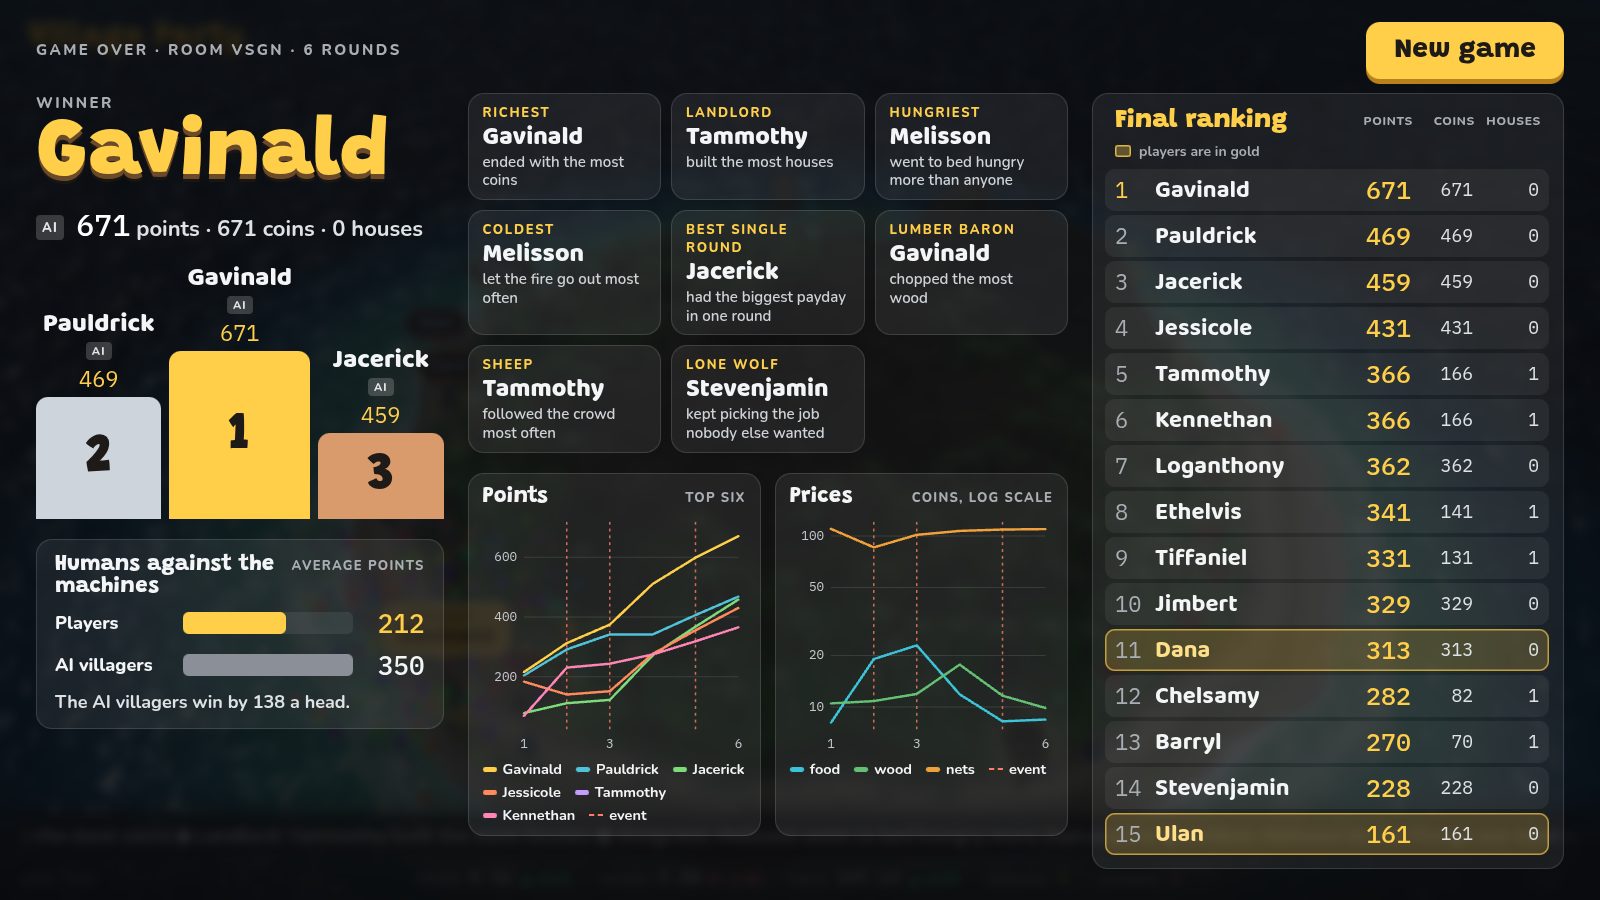 GAME OVER · ROOM VSGN · 6 ROUNDS
New game
WINNER
Gavinald
AI 671 points · 671 coins · 0 houses
Gavinald
AI
671
Pauldrick
AI
469
Jacerick
AI
459
2
1
3
Humans against the
machines
AVERAGE POINTS
Players 212
AI villagers 350
The AI villagers win by 138 a head.
RICHEST
Gavinald
ended with the most
coins
LANDLORD
Tammothy
built the most houses
HUNGRIEST
Melisson
went to bed hungry
more than anyone
COLDEST
Melisson
let the fire go out most
often
BEST SINGLE
ROUND
Jacerick
had the biggest payday
in one round
LUMBER BARON
Gavinald
chopped the most
wood
SHEEP
Tammothy
followed the crowd
most often
LONE WOLF
Stevenjamin
kept picking the job
nobody else wanted
Points TOP SIX
600
400
200
1 3 6
Gavinald Pauldrick Jacerick
Jessicole Tammothy
Kennethan event
Prices COINS, LOG SCALE
100
50
20
10
1 3 6
food wood nets event
Final ranking POINTS COINS HOUSES
players are in gold
1 Gavinald 671 671 0
2 Pauldrick 469 469 0
3 Jacerick 459 459 0
4 Jessicole 431 431 0
5 Tammothy 366 166 1
6 Kennethan 366 166 1
7 Loganthony 362 362 0
8 Ethelvis 341 141 1
9 Tiffaniel 331 131 1
10 Jimbert 329 329 0
11 Dana 313 313 0
12 Chelsamy 282 82 1
13 Barryl 270 70 1
14 Stevenjamin 228 228 0
15 Ulan 161 161 0